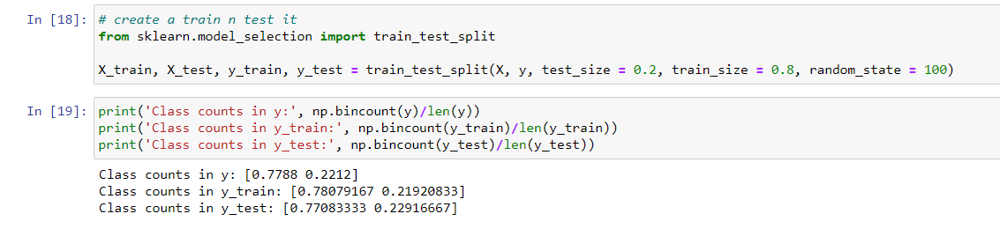 In [18]: # create a train n test it
from sklearn.model_selection import train_test_split
X_train, X_test, y_train, y_test = train_test_split(X, y, test_size = 0.2, train_size = 0.8, random_state = 100)
In [19]: print('Class counts in y:', np.bincount(y)/len(y))
print('Class counts in y_train:', np.bincount(y_train)/len(y_train))
print('Class counts in y_test:', np.bincount(y_test)/len(y_test))
Class counts in y: [0.7788 0.2212]
Class counts in y_train: [0.78079167 0.21920833]
Class counts in y_test: [0.77083333 0.22916667]